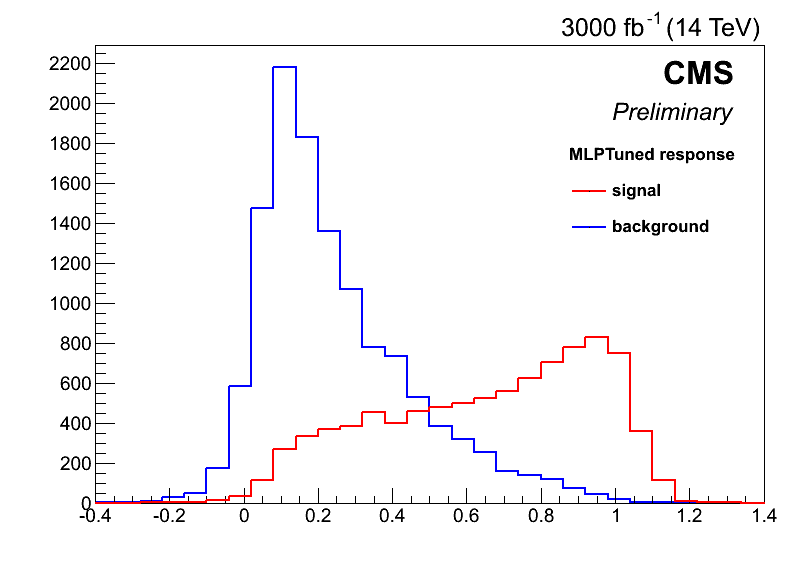 3000 fb-1 (14 TeV)
CMS
Preliminary
MLPTuned response
signal
background
2200
2000
1800
1600
1400
1200
1000
800
600
400
200
0
-0.4 -0.2 0 0.2 0.4 0.6 0.8 1 1.2 1.4